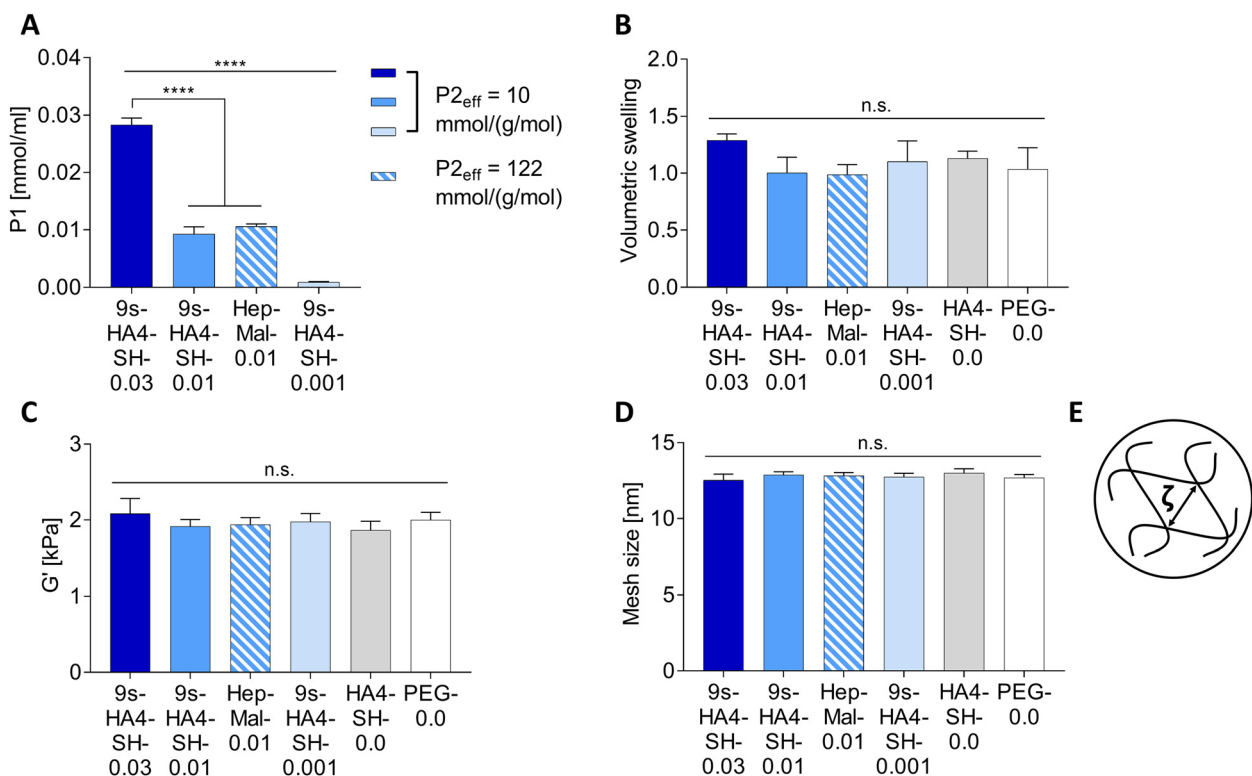 A
P1 [mmol/ml]
0.04
0.03
0.02
0.01
0.00
****
****
9s-
HA4-
SH-
0.03
9s-
HA4-
SH-
0.01
Hep-
Mal-
0.01
9s-
HA4-
SH-
0.001
P2eff = 10
mmol/(g/mol)
P2eff = 122
mmol/(g/mol)
B
Volumetric swelling
2.0
1.5
1.0
0.5
0.0
n.s.
9s-
HA4-
SH-
0.03
9s-
HA4-
SH-
0.01
Hep-
Mal-
0.01
9s-
HA4-
SH-
0.001
HA4-
SH-
0.0
PEG-
0.0
C
G' [kPa]
3
2
1
0
n.s.
9s-
HA4-
SH-
0.03
9s-
HA4-
SH-
0.01
Hep-
Mal-
0.01
9s-
HA4-
SH-
0.001
HA4-
SH-
0.0
PEG-
0.0
D
Mesh size [nm]
15
10
5
0
n.s.
9s-
HA4-
SH-
0.03
9s-
HA4-
SH-
0.01
Hep-
Mal-
0.01
9s-
HA4-
SH-
0.001
HA4-
SH-
0.0
PEG-
0.0
E
ζ